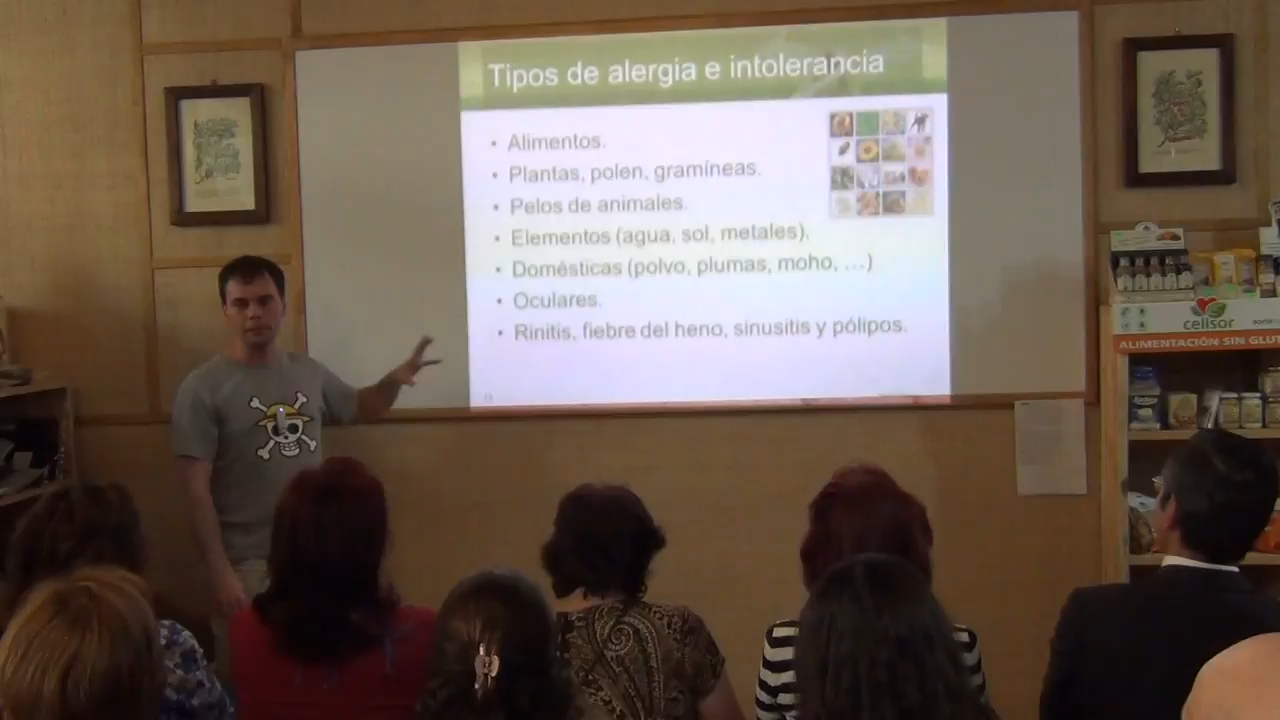 Tipos de alergia e intolerancia
• Alimentos.
• Plantas, polen, gramíneas.
• Pelos de animales.
• Elementos (agua, sol, metales).
• Domésticas (polvo, plumas, moho, …)
• Oculares.
• Rinitis, fiebre del heno, sinusitis y pólipos.
celisor
ALIMENTACIÓN SIN GLUT